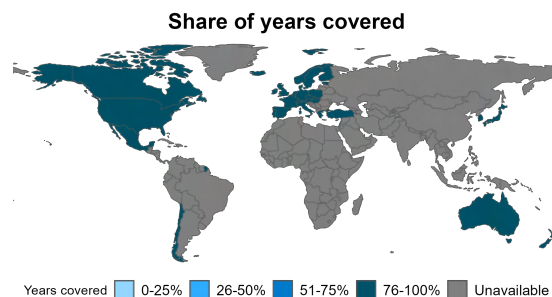 Share of years covered
Years covered 0-25% 26-50% 51-75% 76-100% Unavailable